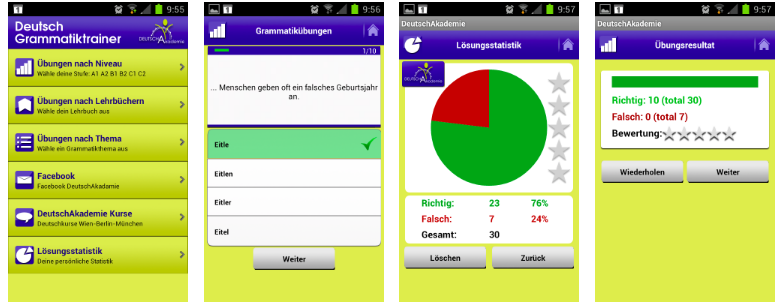 9:55
Deutsch
Grammatiktrainer
DEUTSCHAkademie
Übungen nach Niveau
Wähle deine Stufe: A1 A2 B1 B2 C1 C2
Übungen nach Lehrbüchern
Wähle dein Lehrbuch aus
Übungen nach Thema
Wähle ein Grammatikthema aus
Facebook
Facebook DeutschAkademie
DeutschAkademie Kurse
Deutschkurse Wien-Berlin-München
Lösungsstatistik
Deine persönliche Statistik
9:56
Grammatikübungen
1/10
... Menschen geben oft ein falsches Geburtsjahr
an.
Eitle
Eitlen
Eitler
Eitel
Weiter
9:57
DeutschAkademie
Lösungsstatistik
DEUTSCHAkademie
Richtig: 23 76%
Falsch: 7 24%
Gesamt: 30
Löschen Zurück
9:57
DeutschAkademie
Übungsresultat
Richtig: 10 (total 30)
Falsch: 0 (total 7)
Bewertung:
Wiederholen Weiter